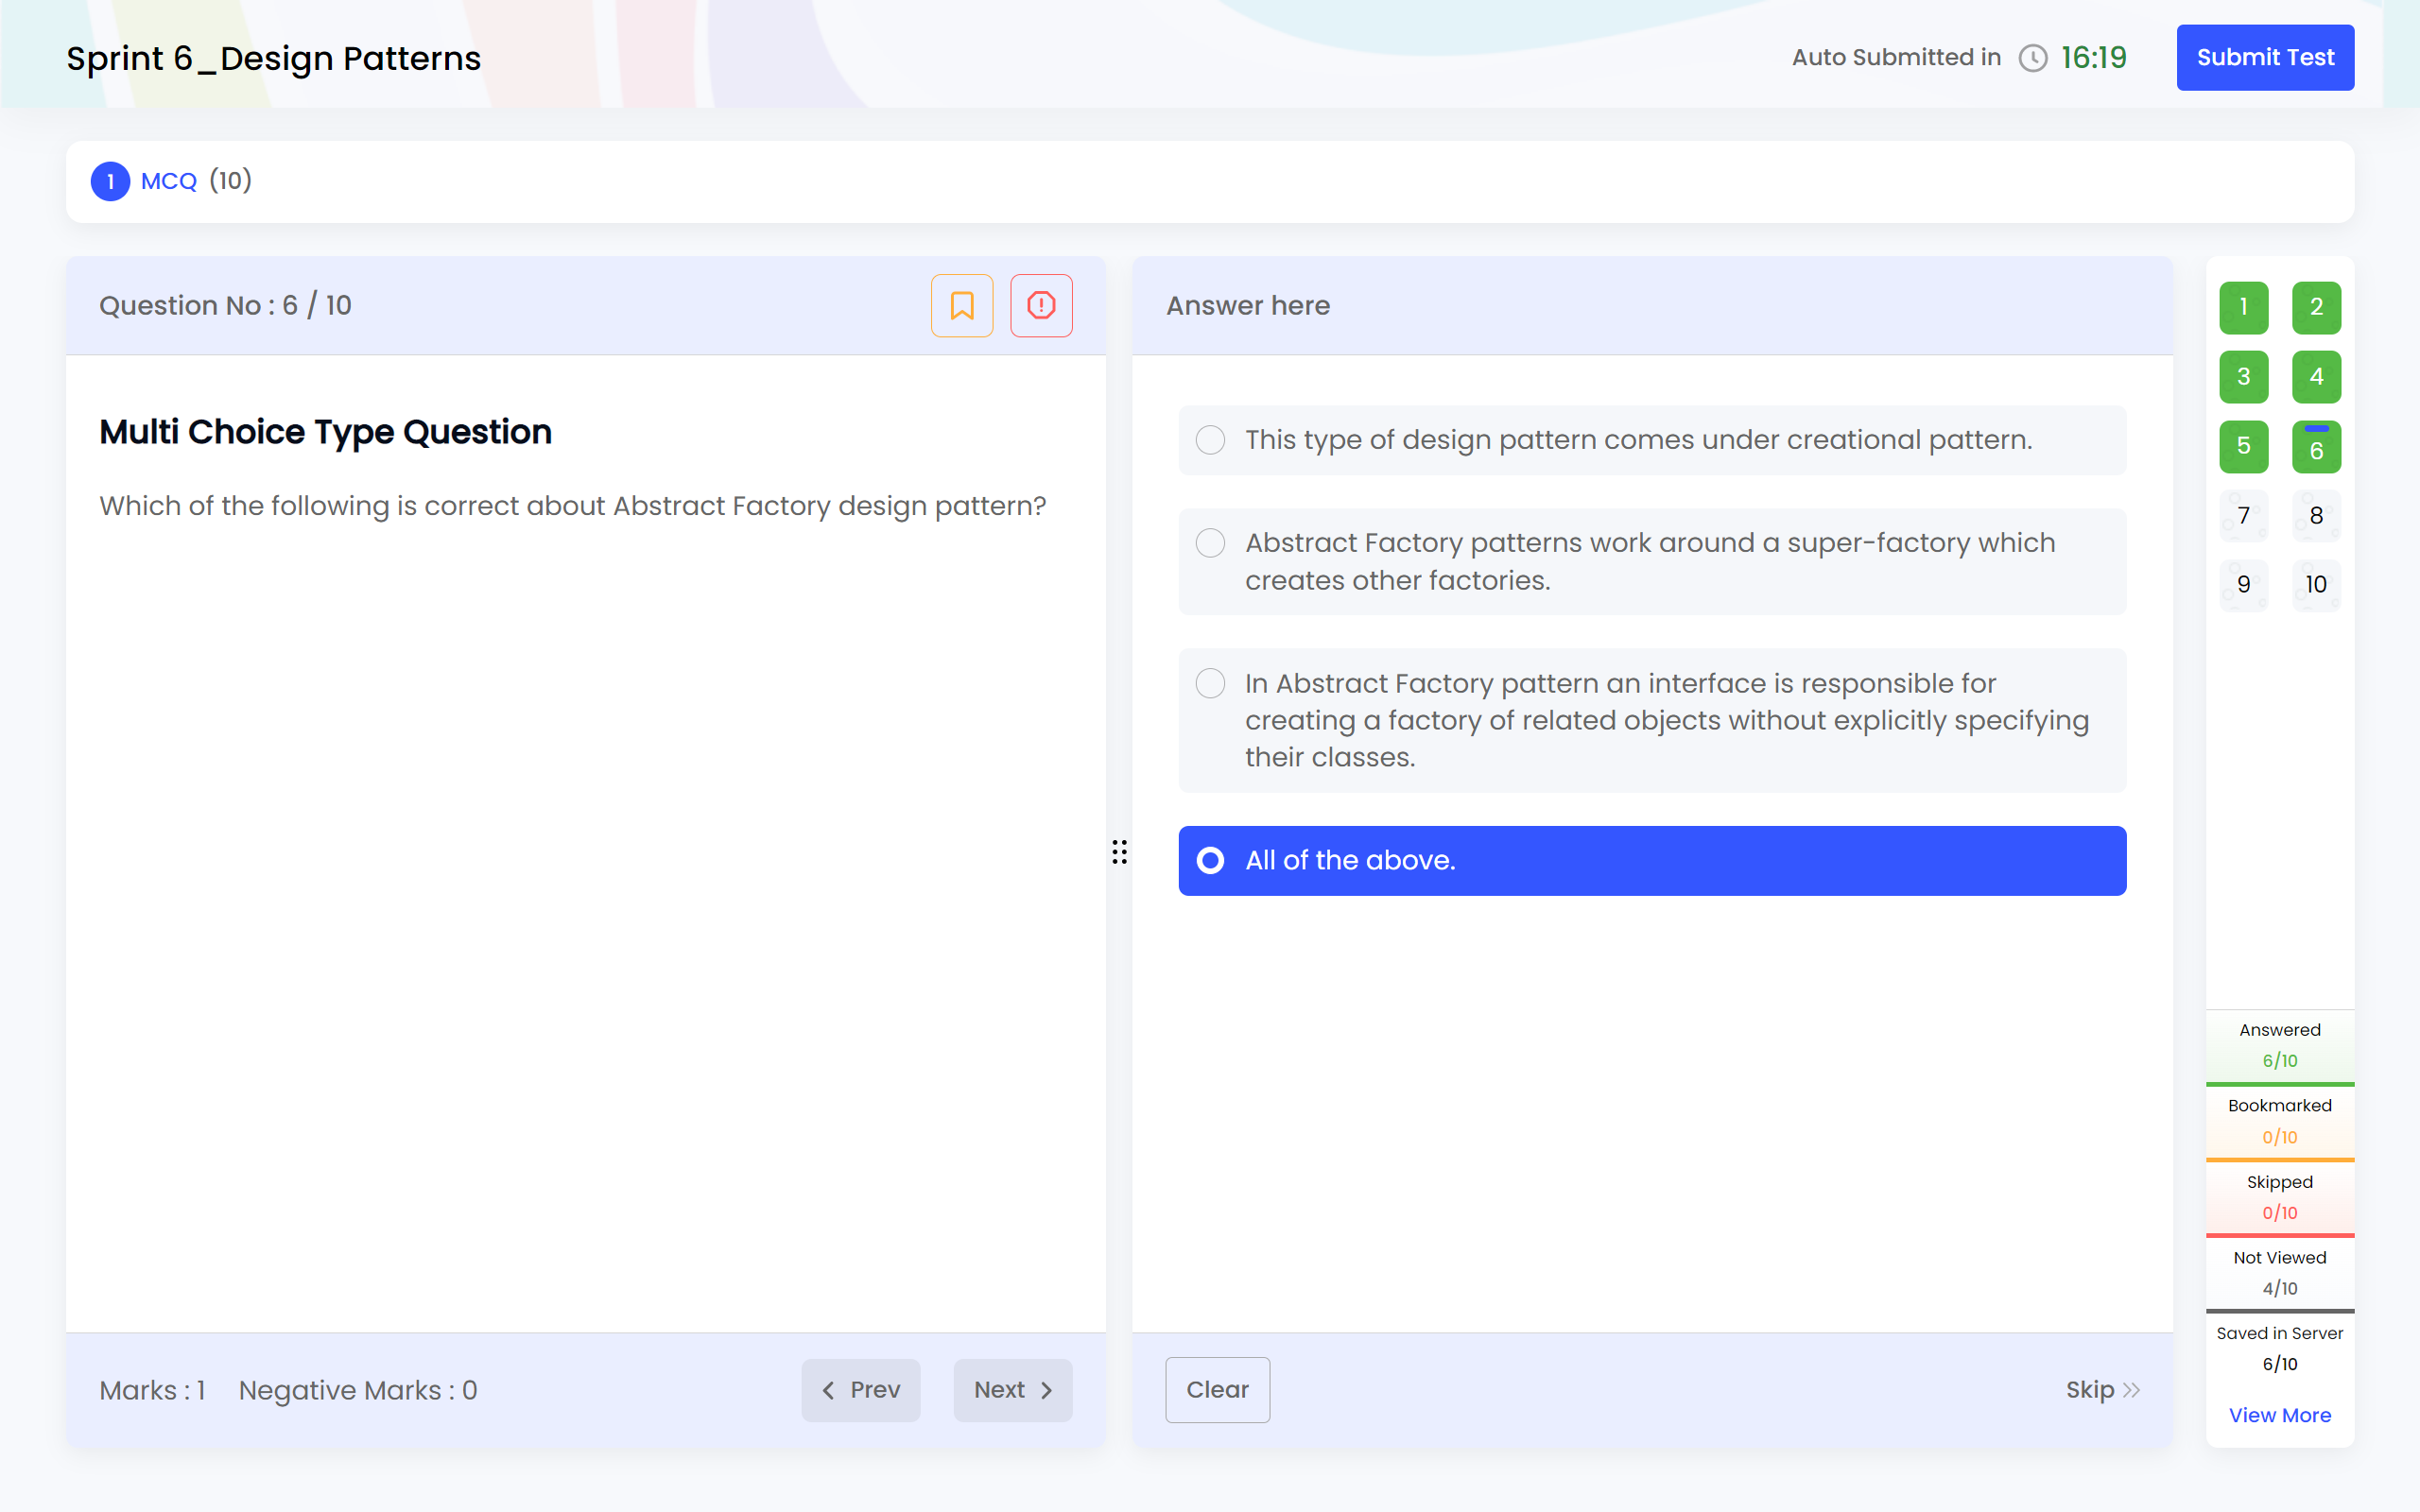 Sprint 6_Design Patterns
Auto Submitted in 16:19
Submit Test
1 MCQ (10)
Question No : 6 / 10
Multi Choice Type Question
Which of the following is correct about Abstract Factory design pattern?
Marks : 1 Negative Marks : 0
Prev
Next
Answer here
This type of design pattern comes under creational pattern.
Abstract Factory patterns work around a super-factory which
creates other factories.
In Abstract Factory pattern an interface is responsible for
creating a factory of related objects without explicitly specifying
their classes.
All of the above.
Clear
Skip
1 2
3 4
5 6
7 8
9 10
Answered
6/10
Bookmarked
0/10
Skipped
0/10
Not Viewed
4/10
Saved in Server
6/10
View More